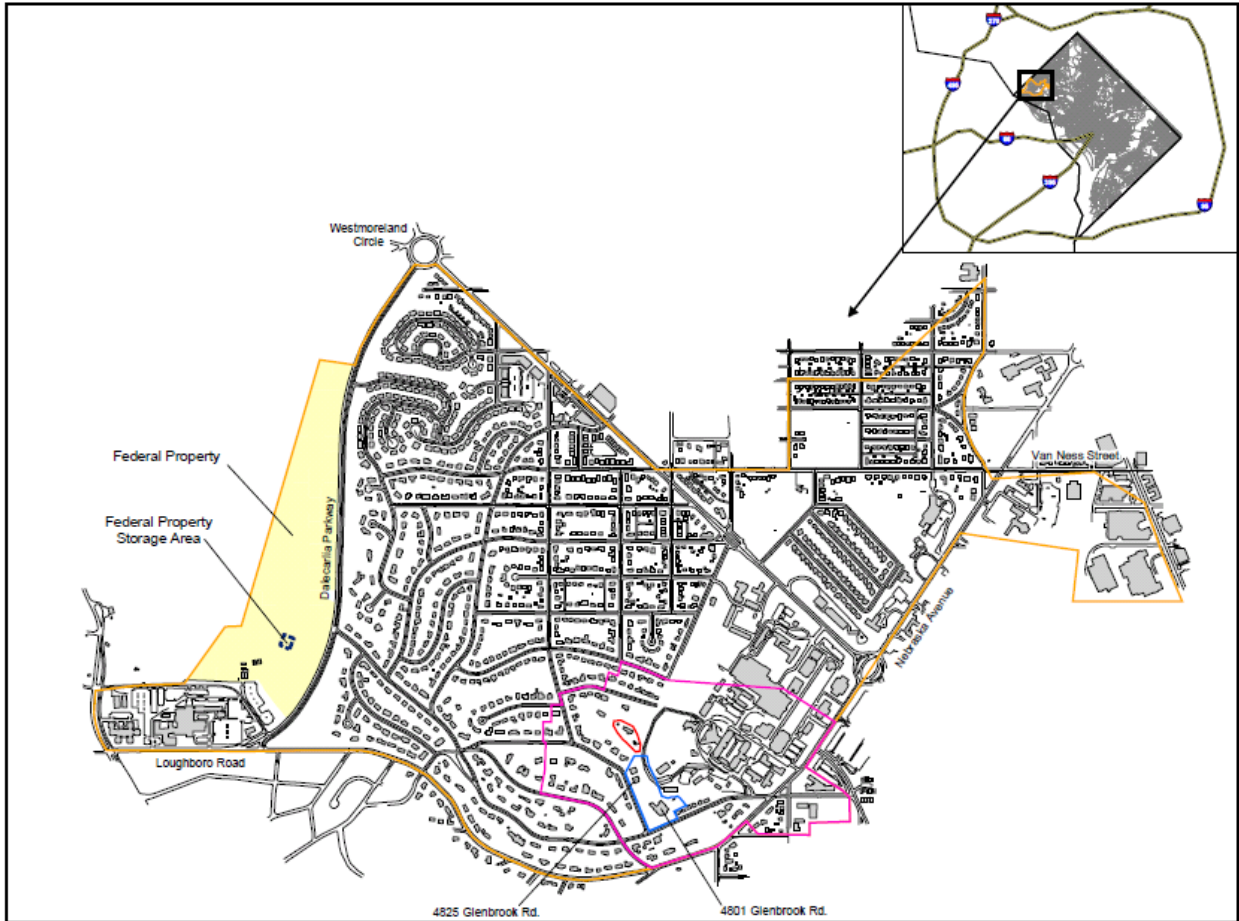 Westmoreland
Circle
Van Ness Street
Federal Property
Federal Property
Storage Area
Dalecarlia Parkway
Nebraska Avenue
Loughboro Road
4825 Glenbrook Rd.
4801 Glenbrook Rd.